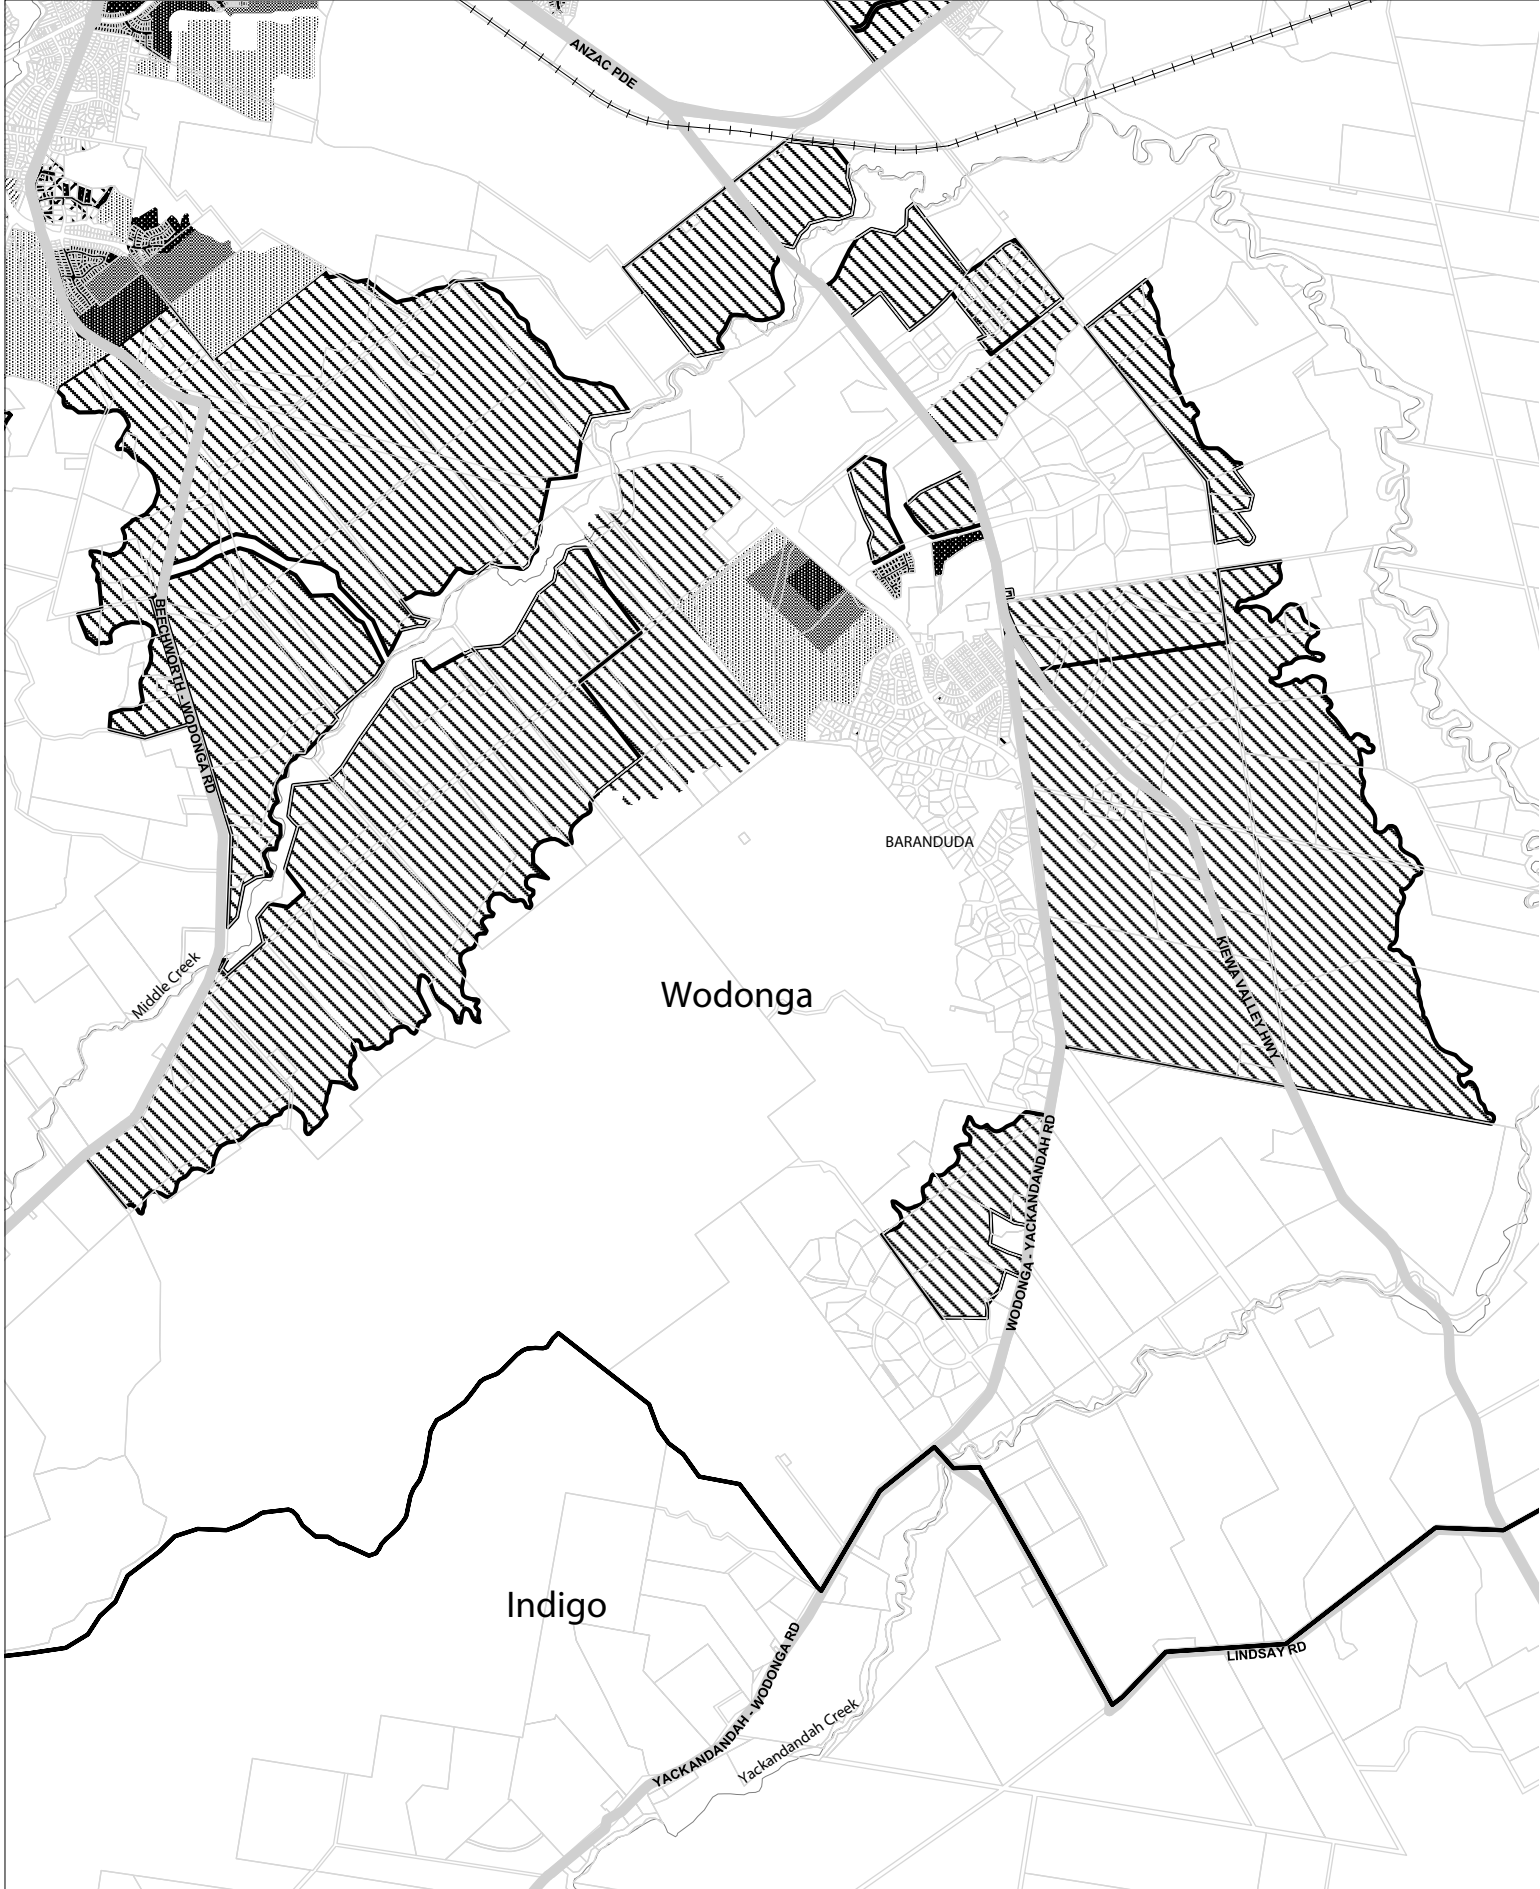 ANZAC PDE
BEECHWORTH - WODONGA RD
BARANDUDA
Middle Creek
Wodonga
KIEWA VALLEY HWY
WODONGA - YACKANDANDAH RD
Indigo
LINDSAY RD
YACKANDANDAH - WODONGA RD
Yackandandah Creek